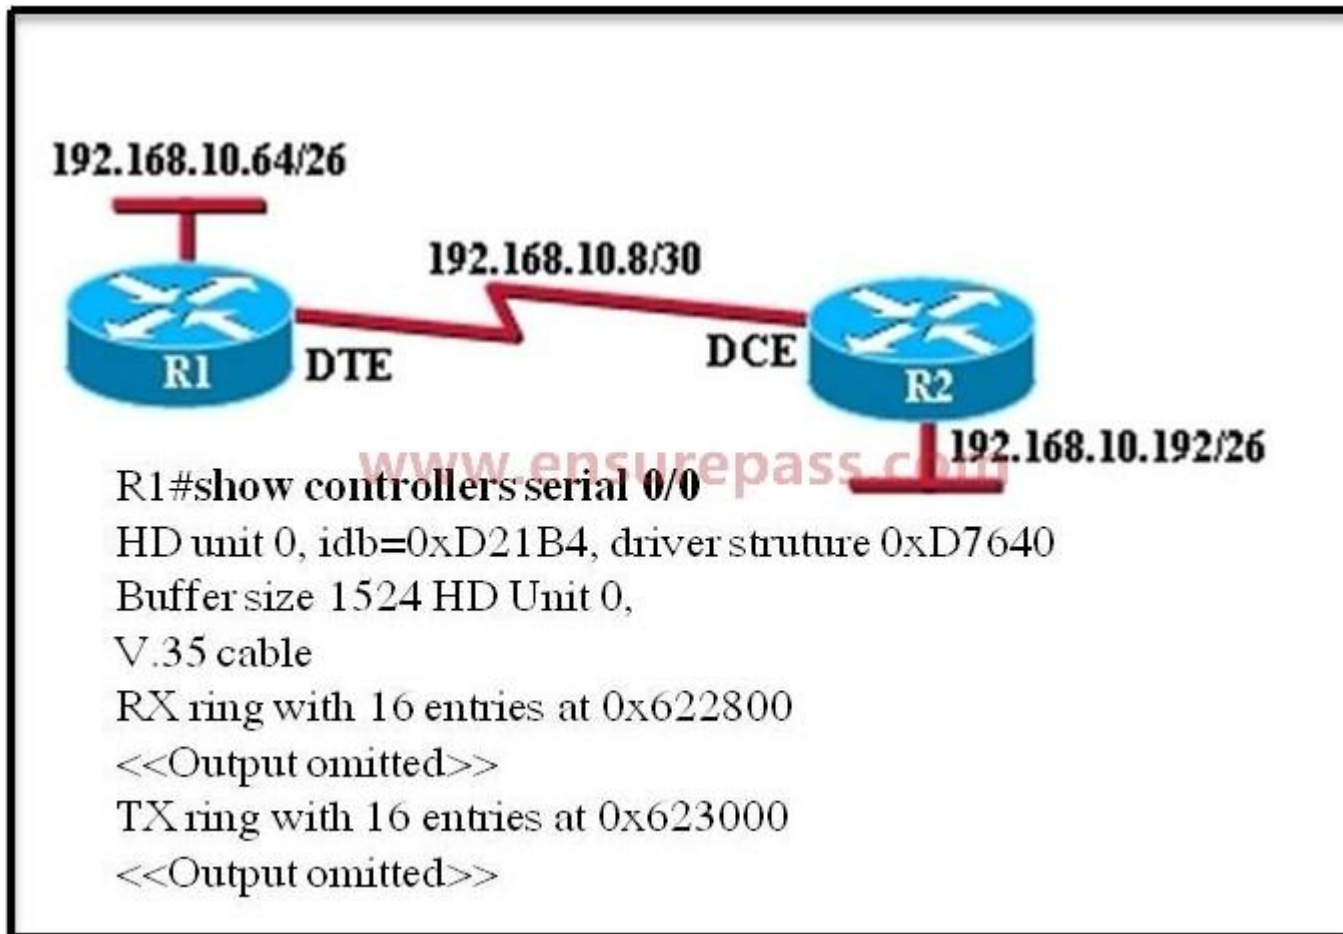 192.168.10.64/26
192.168.10.8/30
R1
DTE
DCE
R2
192.168.10.192/26
www.ensurepass.com
R1#show controllers serial 0/0
HD unit 0, idb=0xD21B4, driver struture 0xD7640
Buffer size 1524 HD Unit 0,
V.35 cable
RX ring with 16 entries at 0x622800
<<Output omitted>>
TX ring with 16 entries at 0x623000
<<Output omitted>>